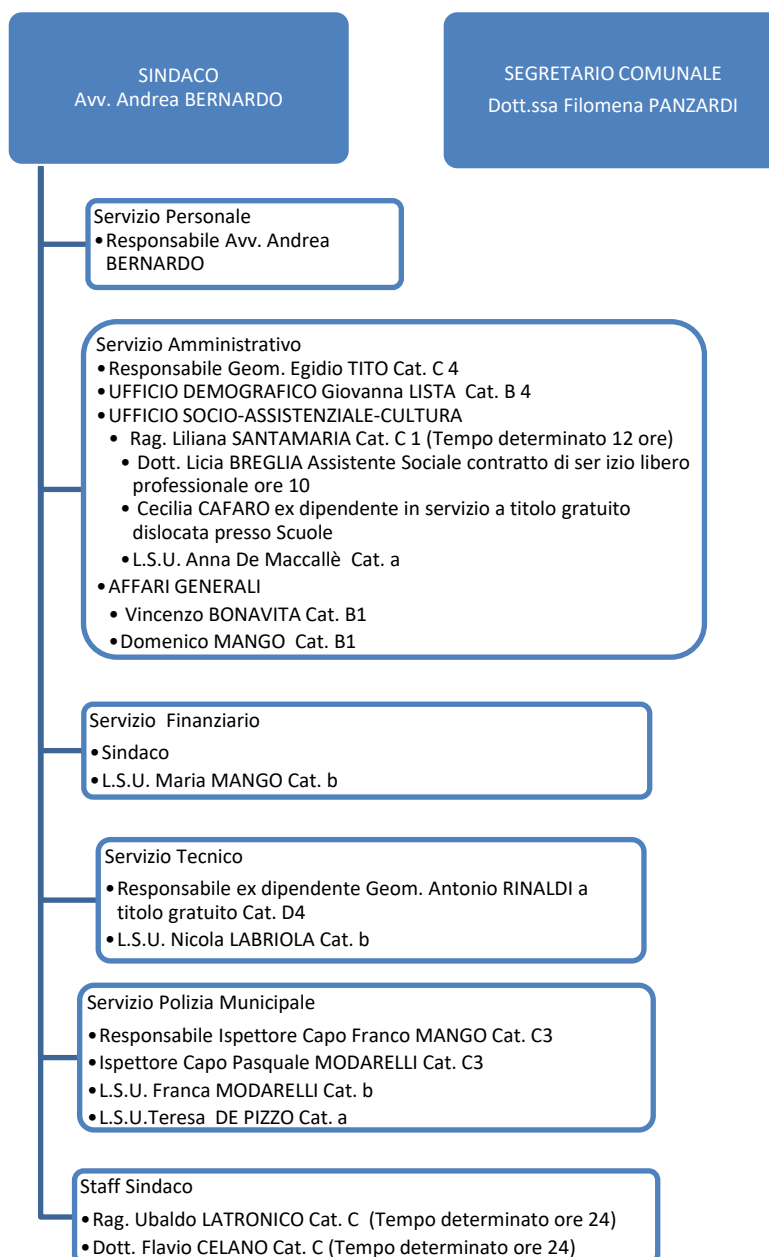 SINDACO
Avv. Andrea BERNARDO
SEGRETARIO COMUNALE
Dott.ssa Filomena PANZARDI
Servizio Personale
•Responsabile Avv. Andrea
BERNARDO
Servizio Amministrativo
•Responsabile Geom. Egidio TITO Cat. C 4
•UFFICIO DEMOGRAFICO Giovanna LISTA Cat. B 4
•UFFICIO SOCIO-ASSISTENZIALE-CULTURA
• Rag. Liliana SANTAMARIA Cat. C 1 (Tempo determinato 12 ore)
• Dott. Licia BREGLIA Assistente Sociale contratto di ser izio libero
professionale ore 10
• Cecilia CAFARO ex dipendente in servizio a titolo gratuito
dislocata presso Scuole
•L.S.U. Anna De Maccallè Cat. a
•AFFARI GENERALI
• Vincenzo BONAVITA Cat. B1
•Domenico MANGO Cat. B1
Servizio Finanziario
•Sindaco
•L.S.U. Maria MANGO Cat. b
Servizio Tecnico
•Responsabile ex dipendente Geom. Antonio RINALDI a
titolo gratuito Cat. D4
•L.S.U. Nicola LABRIOLA Cat. b
Servizio Polizia Municipale
•Responsabile Ispettore Capo Franco MANGO Cat. C3
•Ispettore Capo Pasquale MODARELLI Cat. C3
•L.S.U. Franca MODARELLI Cat. b
•L.S.U.Teresa DE PIZZO Cat. a
Staff Sindaco
•Rag. Ubaldo LATRONICO Cat. C (Tempo determinato ore 24)
•Dott. Flavio CELANO Cat. C (Tempo determinato ore 24)